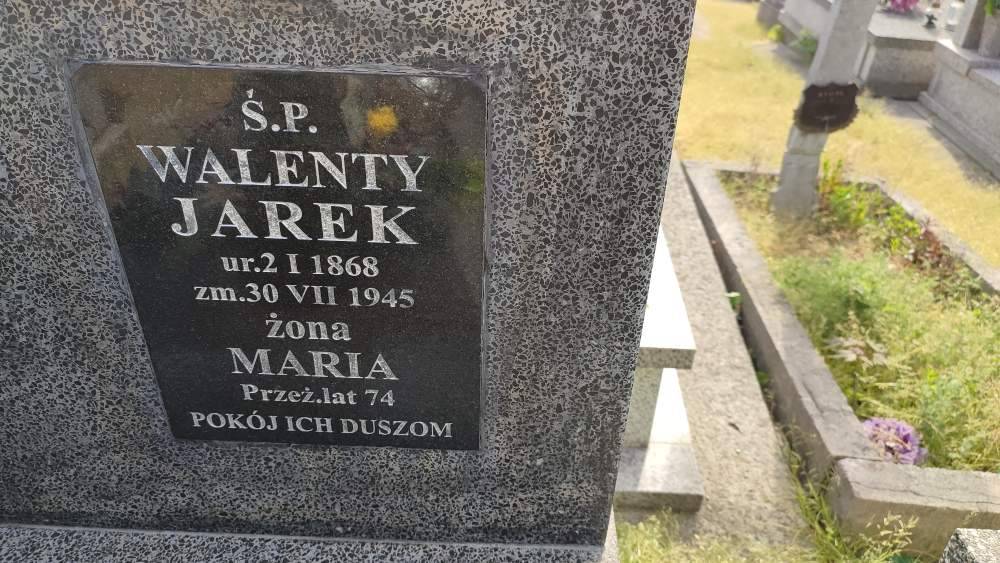 Ś.P.
WALENTY
JAREK
ur.2 I 1868
zm.30 VII 1945
żona
MARIA
Przeż.lat 74
POKÓJ ICH DUSZOM